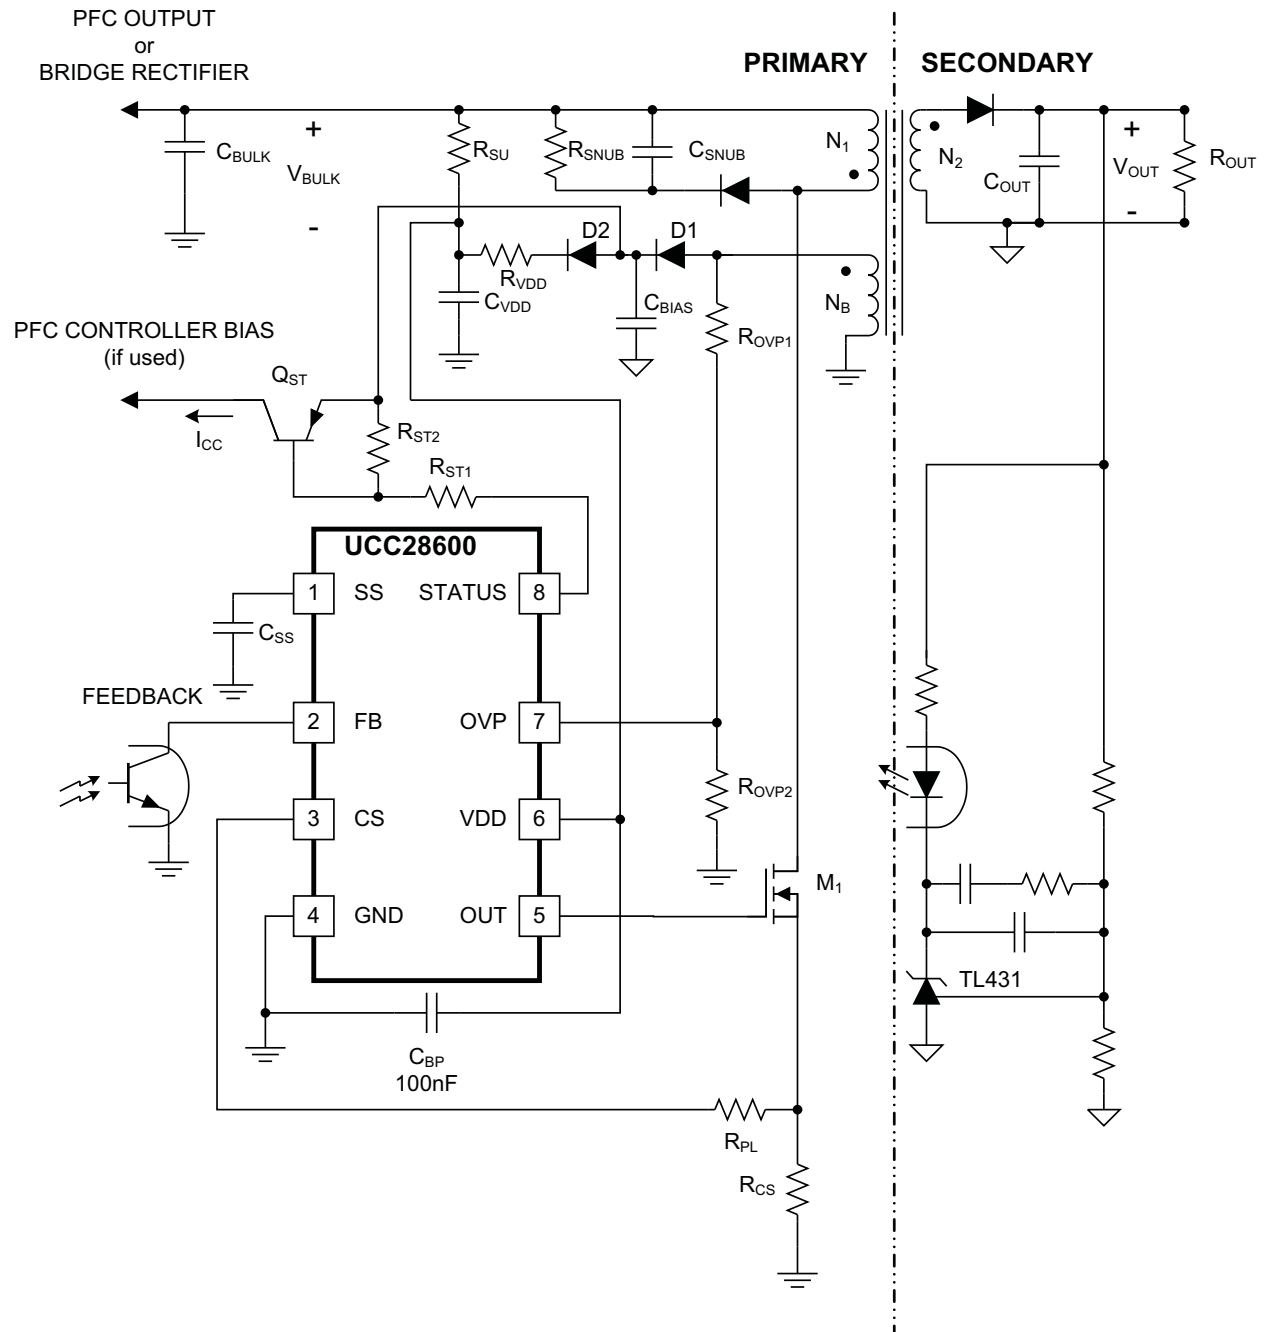 PFC OUTPUT
or
BRIDGE RECTIFIER
PRIMARY
SECONDARY
CBULK
+
VBULK
-
RSU
RSNUB
CSNUB
N1
N2
COUT
+
VOUT
-
ROUT
D2
D1
RVDD
CVDD
CBIAS
NB
ROVP1
PFC CONTROLLER BIAS
(if used)
QST
ICC
RST2
RST1
UCC28600
1 SS STATUS 8
CSS
FEEDBACK
2 FB OVP 7
ROVP2
3 CS VDD 6
M1
4 GND OUT 5
TL431
CBP
100nF
RPL
RCS